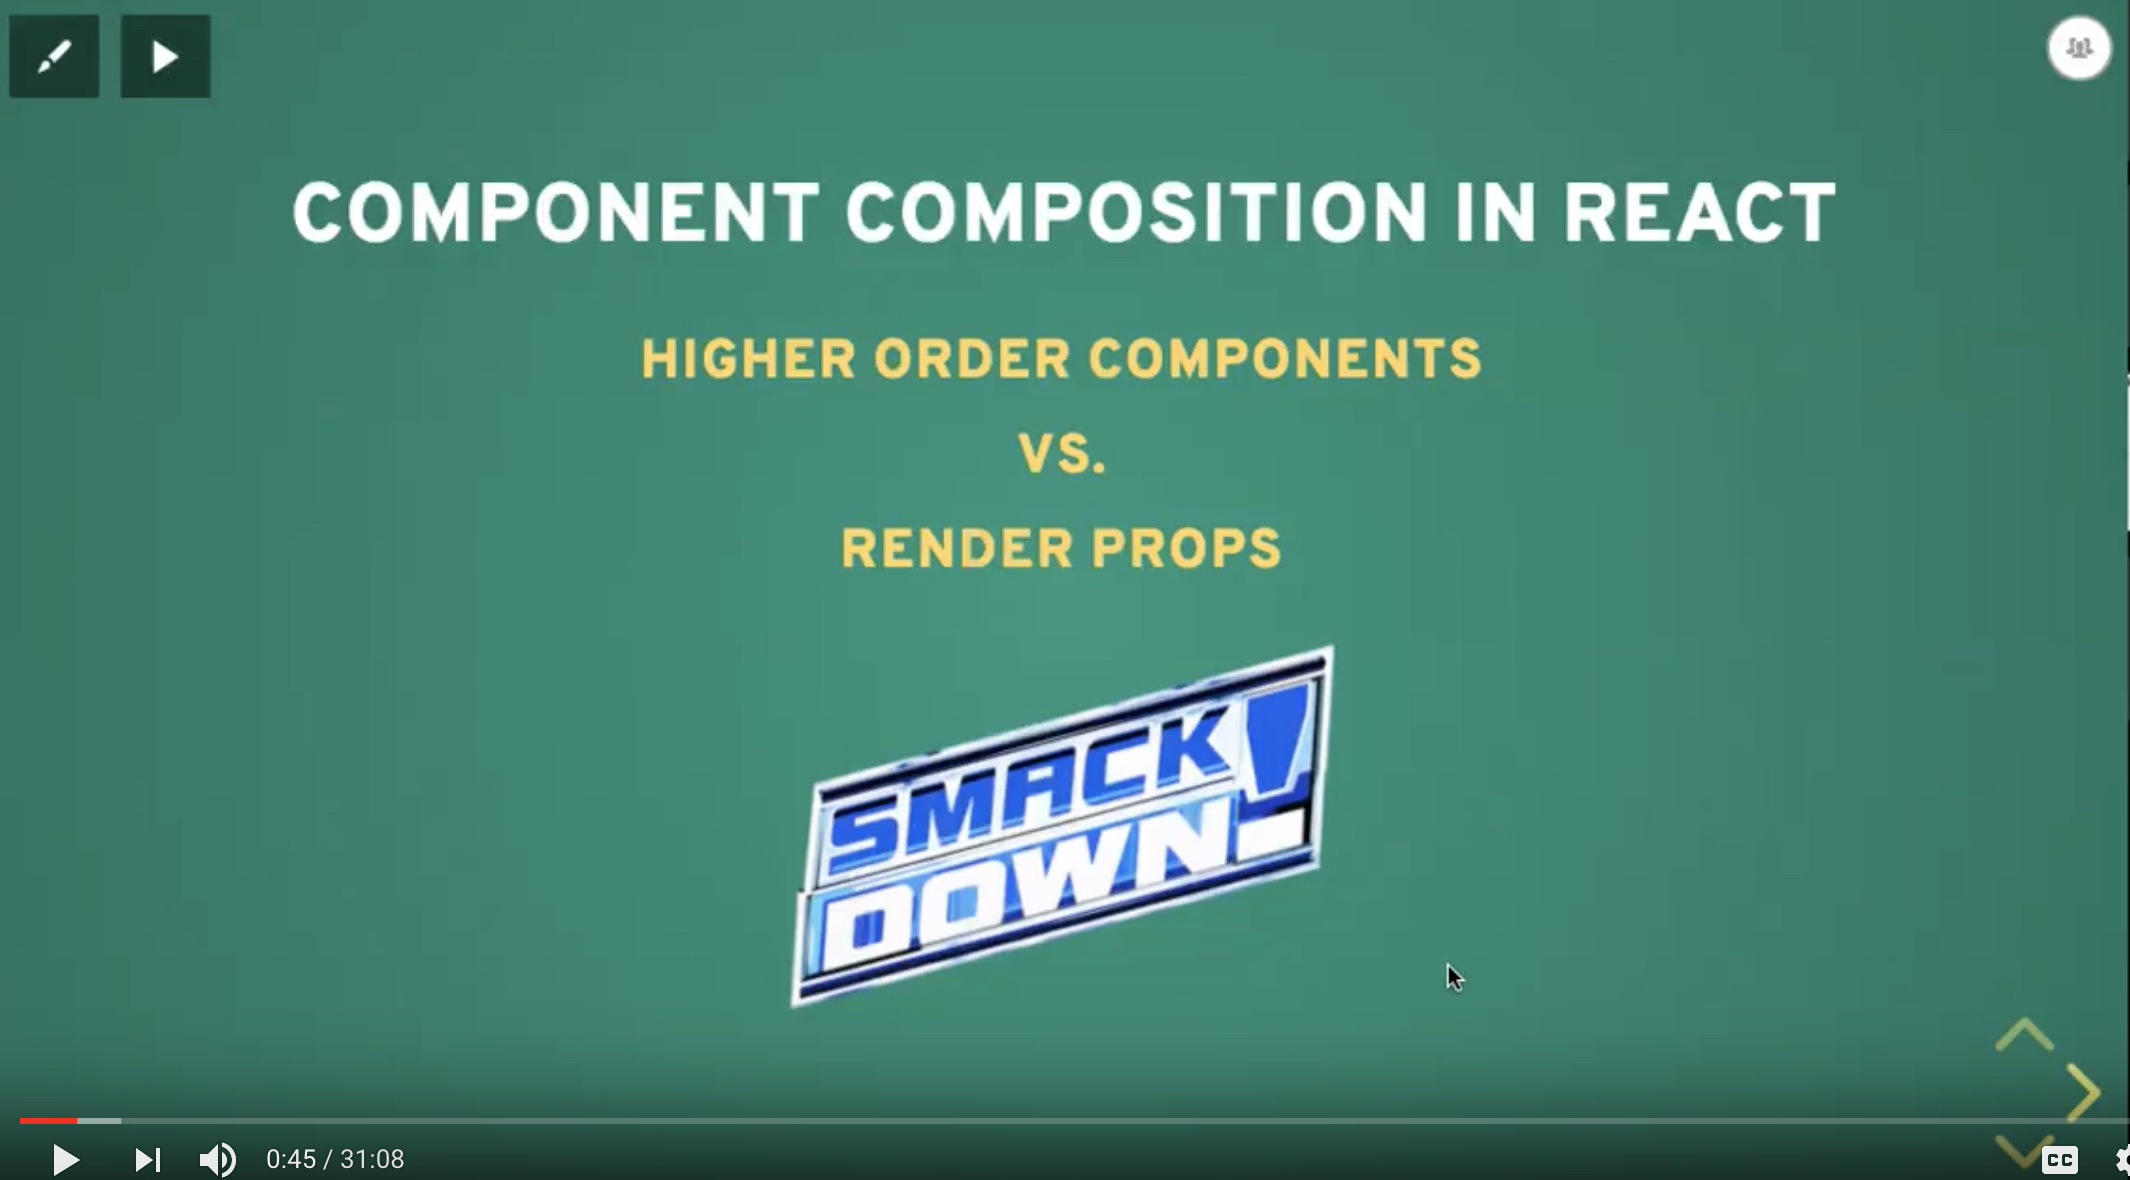 COMPONENT COMPOSITION IN REACT
HIGHER ORDER COMPONENTS
VS.
RENDER PROPS
SMACK
DOWN!
0:45 / 31:08
CC